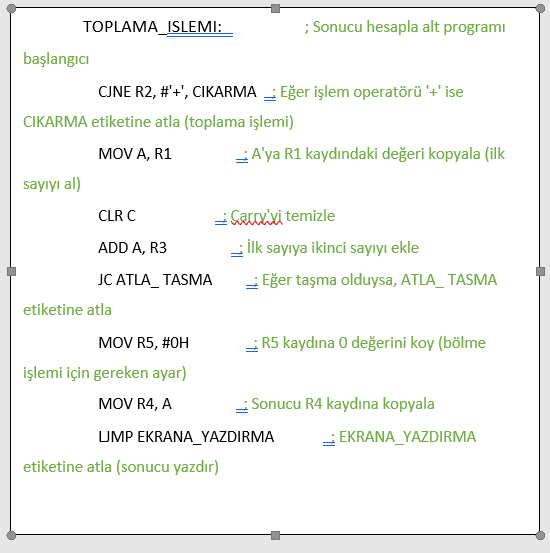 TOPLAMA_ISLEMI: ; Sonucu hesapla alt programı
başlangıcı
CJNE R2, #'+', CIKARMA ; Eğer işlem operatörü '+' ise
CIKARMA etiketine atla (toplama işlemi)
MOV A, R1 ; A'ya R1 kaydındaki değeri kopyala (ilk
sayıyı al)
CLR C ; Carry'yi temizle
ADD A, R3 ; İlk sayıya ikinci sayıyı ekle
JC ATLA_ TASMA ; Eğer taşma olduysa, ATLA_ TASMA
etiketine atla
MOV R5, #0H ; R5 kaydına 0 değerini koy (bölme
işlemi için gereken ayar)
MOV R4, A ; Sonucu R4 kaydına kopyala
LJMP EKRANA_YAZDIRMA ; EKRANA_YAZDIRMA
etiketine atla (sonucu yazdır)